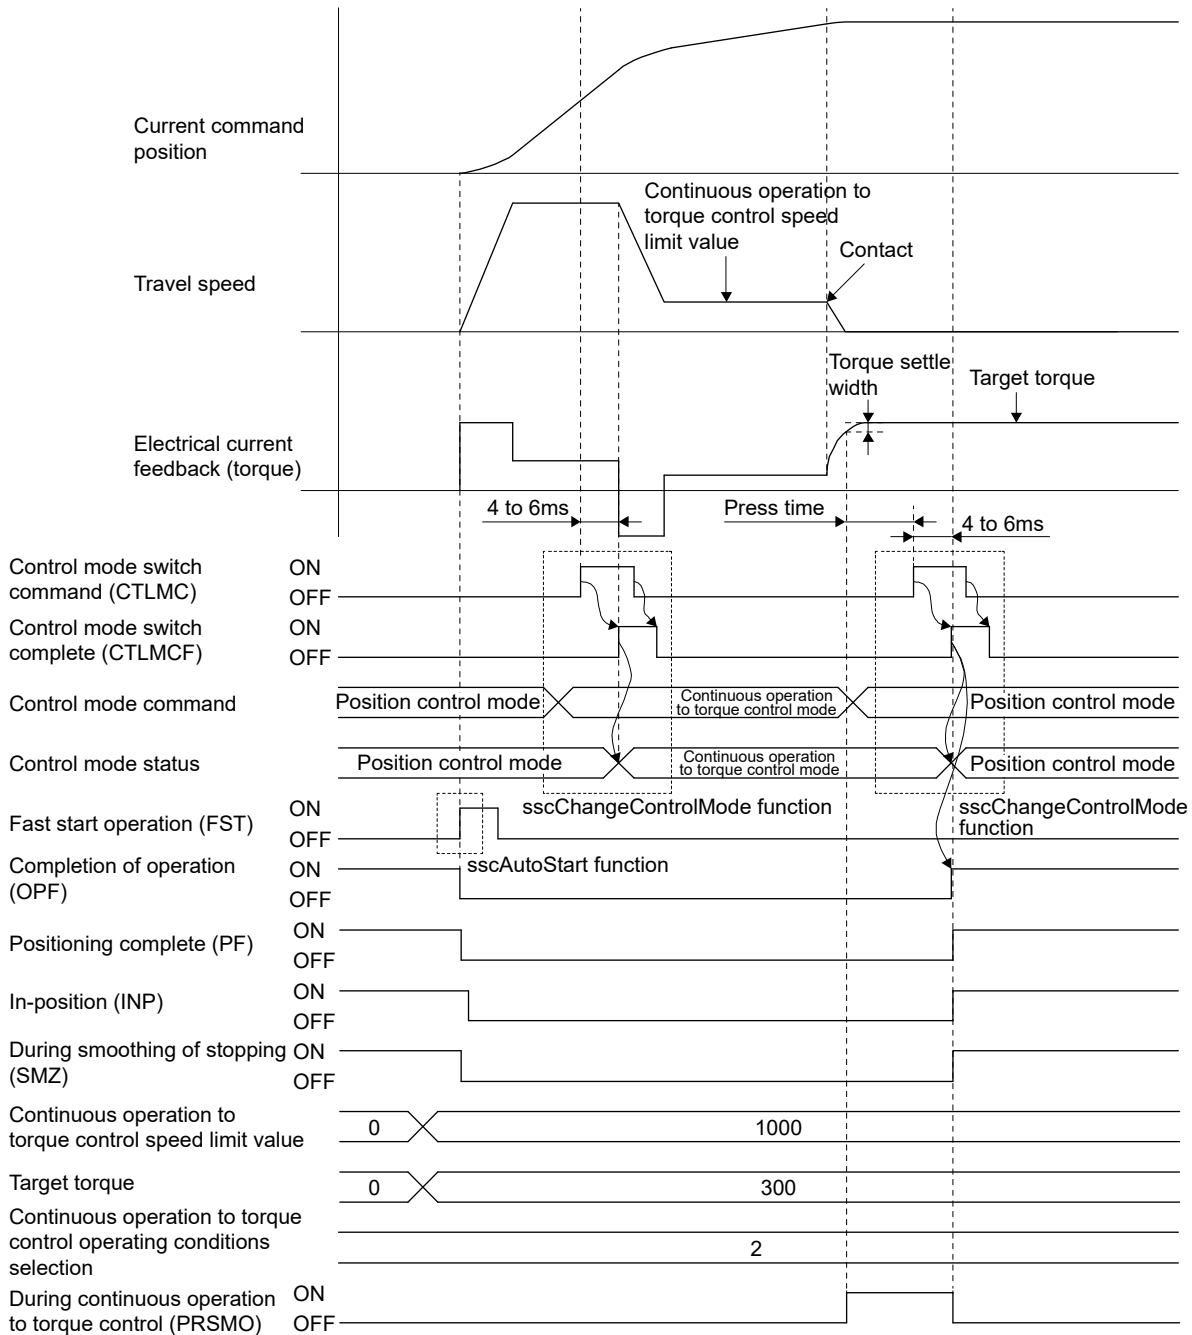 Current command
position
Continuous operation to
torque control speed
limit value
Contact
Travel speed
Torque settle
width
Target torque
Electrical current
feedback (torque)
4 to 6ms
Press time
4 to 6ms
Control mode switch
command (CTLMC)
ON
OFF
Control mode switch
complete (CTLMCF)
ON
OFF
Control mode command
Position control mode
Continuous operation
to torque control mode
Position control mode
Control mode status
Position control mode
Continuous operation
to torque control mode
Position control mode
Fast start operation (FST)
ON
OFF
sscChangeControlMode function
sscChangeControlMode
function
sscAutoStart function
Completion of operation
(OPF)
ON
OFF
Positioning complete (PF)
ON
OFF
In-position (INP)
ON
OFF
During smoothing of stopping
(SMZ)
ON
OFF
Continuous operation to
torque control speed limit value
0
1000
Target torque
0
300
Continuous operation to torque
control operating conditions
selection
2
During continuous operation
to torque control (PRSMO)
ON
OFF